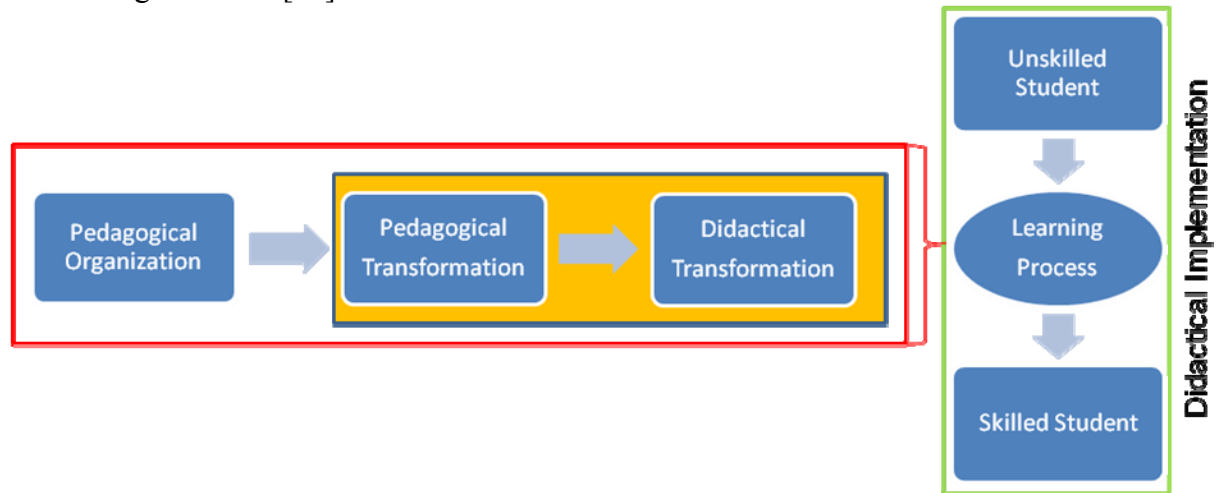 Unskilled
Student
Pedagogical
Organization
Pedagogical
Transformation
Didactical
Transformation
Learning
Process
Skilled Student
Didactical Implementation